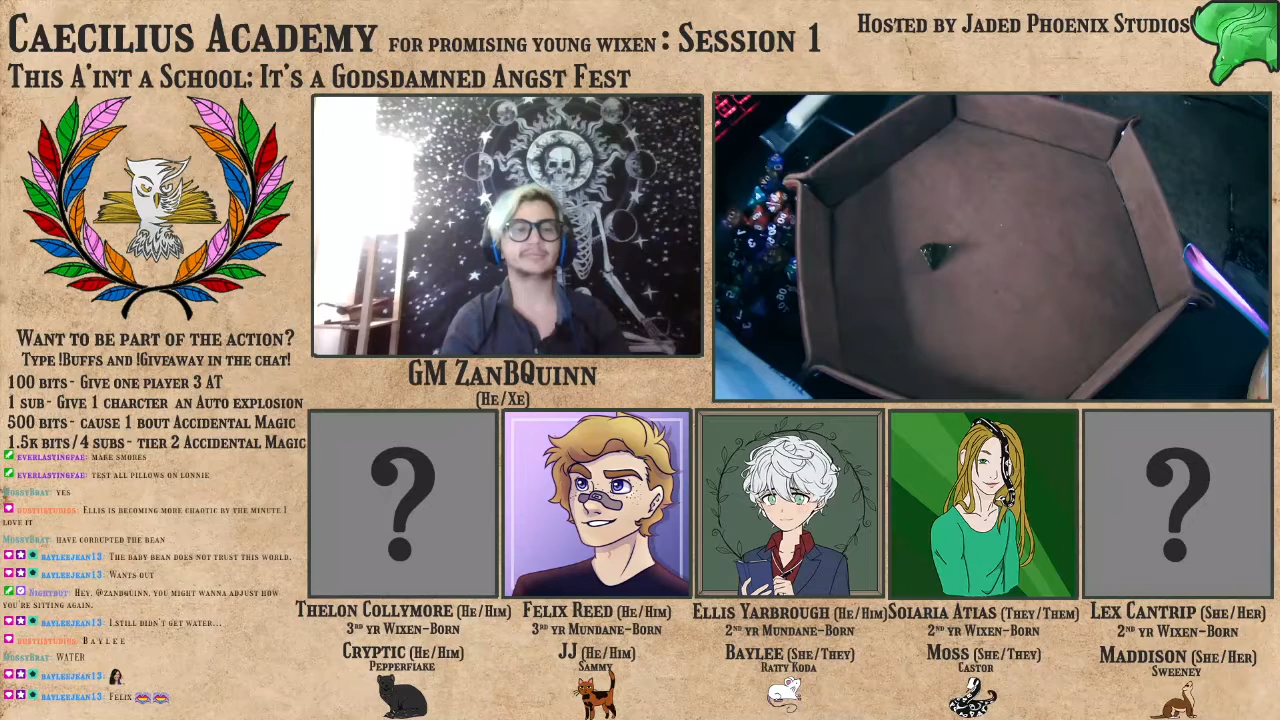 Caecilius Academy for promising young wixen: Session 1
Hosted by Jaded Phoenix Studios
This A'int a School; It's a Godsdamned Angst Fest
Want to be part of the action?
Type !Buffs and !Giveaway in the chat!
100 bits- Give one piayer 3 AT
1 sub- Give 1 charcter an Auto explosion
500 bits- cause 1 bout Accidental Magic
1.5k bits/4 subs- tier 2 Accidental Magic
everlastingfae: make smores
everlastingfae: test all pillows on lonnie
MossyBrat: yes
dustiistudios: Ellis is becoming more chaotic by the minute I
love it
MossyBrat: have corrupted the bean
bayleejean13: The baby bean does not trust this world.
bayleejean13: Wants out
Nightbot: Hey, @zanbquinn, you might wanna adjust how
you're sitting again.
bayleejean13: I still didn't get water...
dustiistudios: B a y l e e
MossyBrat: WATER
bayleejean13:
bayleejean13: Felix
GM ZanBQuinn
(He/Xe)
?
?
Thelon Collymore (He/Him)
3rd yr Wixen-Born
Cryptic (He/Him)
Pepperfiake
Felix Reed (He/Him)
3rd yr Mundane-Born
JJ (He/Him)
Sammy
Ellis Yarbrough (He/Him)
2nd yr Mundane-Born
Baylee (She/They)
Ratty Koda
Solaria Atias (They/Them)
2nd yr Wixen-Born
Moss (She/They)
Castor
Lex Cantrip (She/Her)
2nd yr Wixen-Born
Maddison (She/Her)
Sweeney